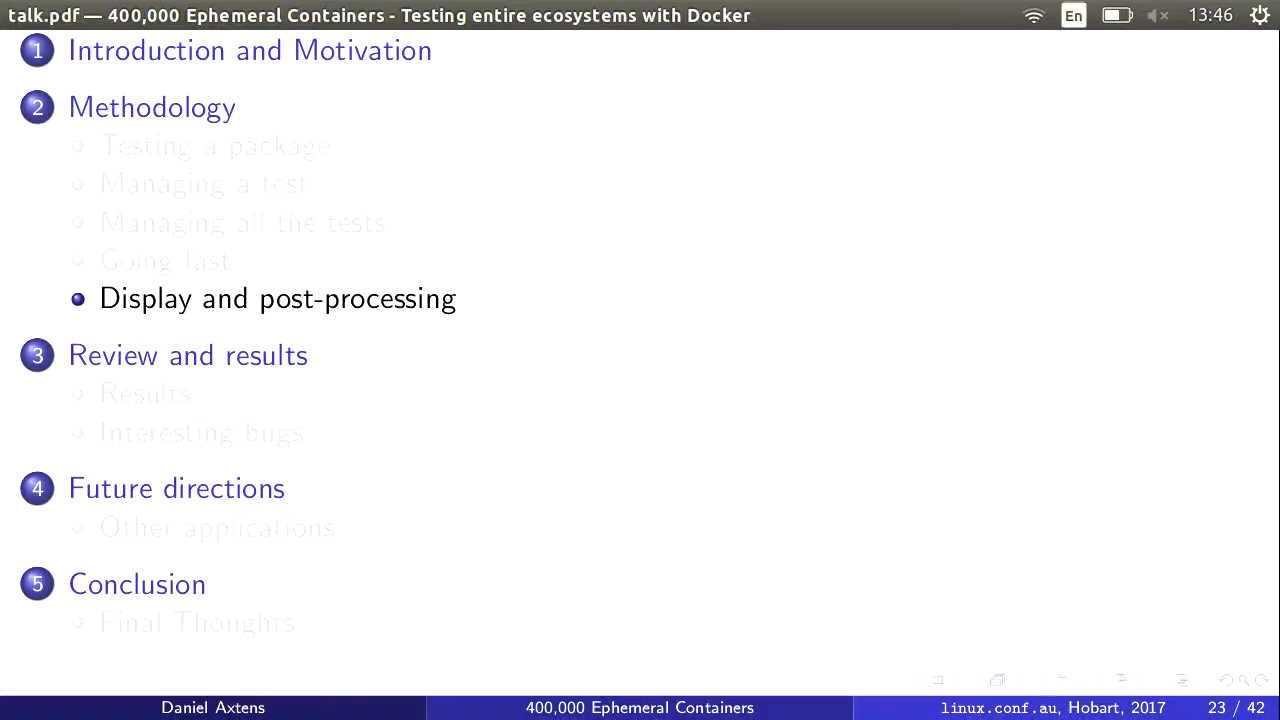 talk.pdf — 400,000 Ephemeral Containers - Testing entire ecosystems with Docker En 13:46
1 Introduction and Motivation
2 Methodology
Testing a package
Managing a test
Managing all the tests
Going fast
Display and post-processing
3 Review and results
Results
Interesting bugs
4 Future directions
Other applications
5 Conclusion
Final Thoughts
Daniel Axtens 400,000 Ephemeral Containers linux.conf.au, Hobart, 2017 23 / 42